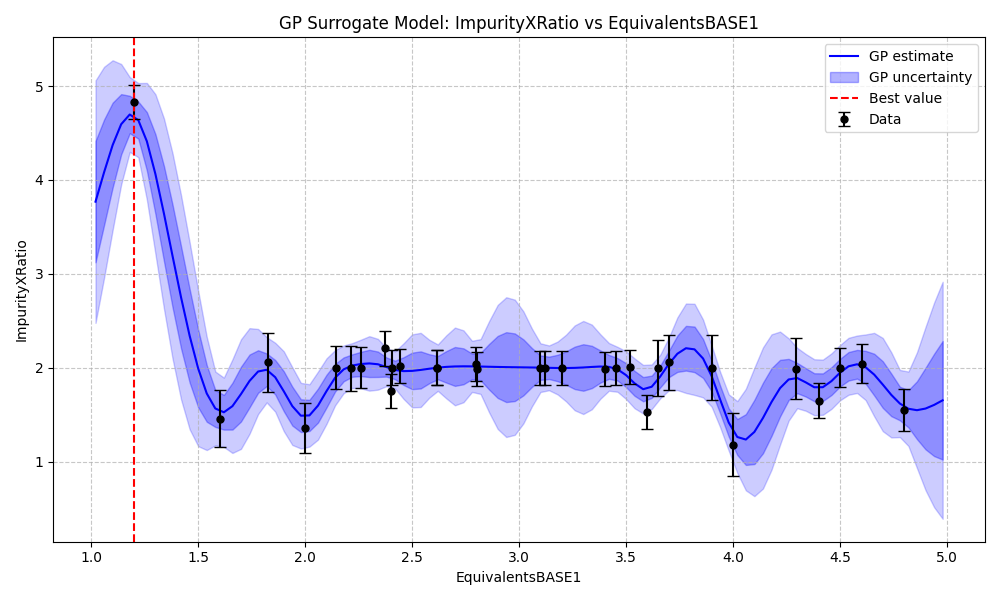 GP Surrogate Model: ImpurityXRatio vs EquivalentsBASE1
GP estimate
GP uncertainty
Best value
Data
5
4
3
2
1
ImpurityXRatio
1.0 1.5 2.0 2.5 3.0 3.5 4.0 4.5 5.0
EquivalentsBASE1